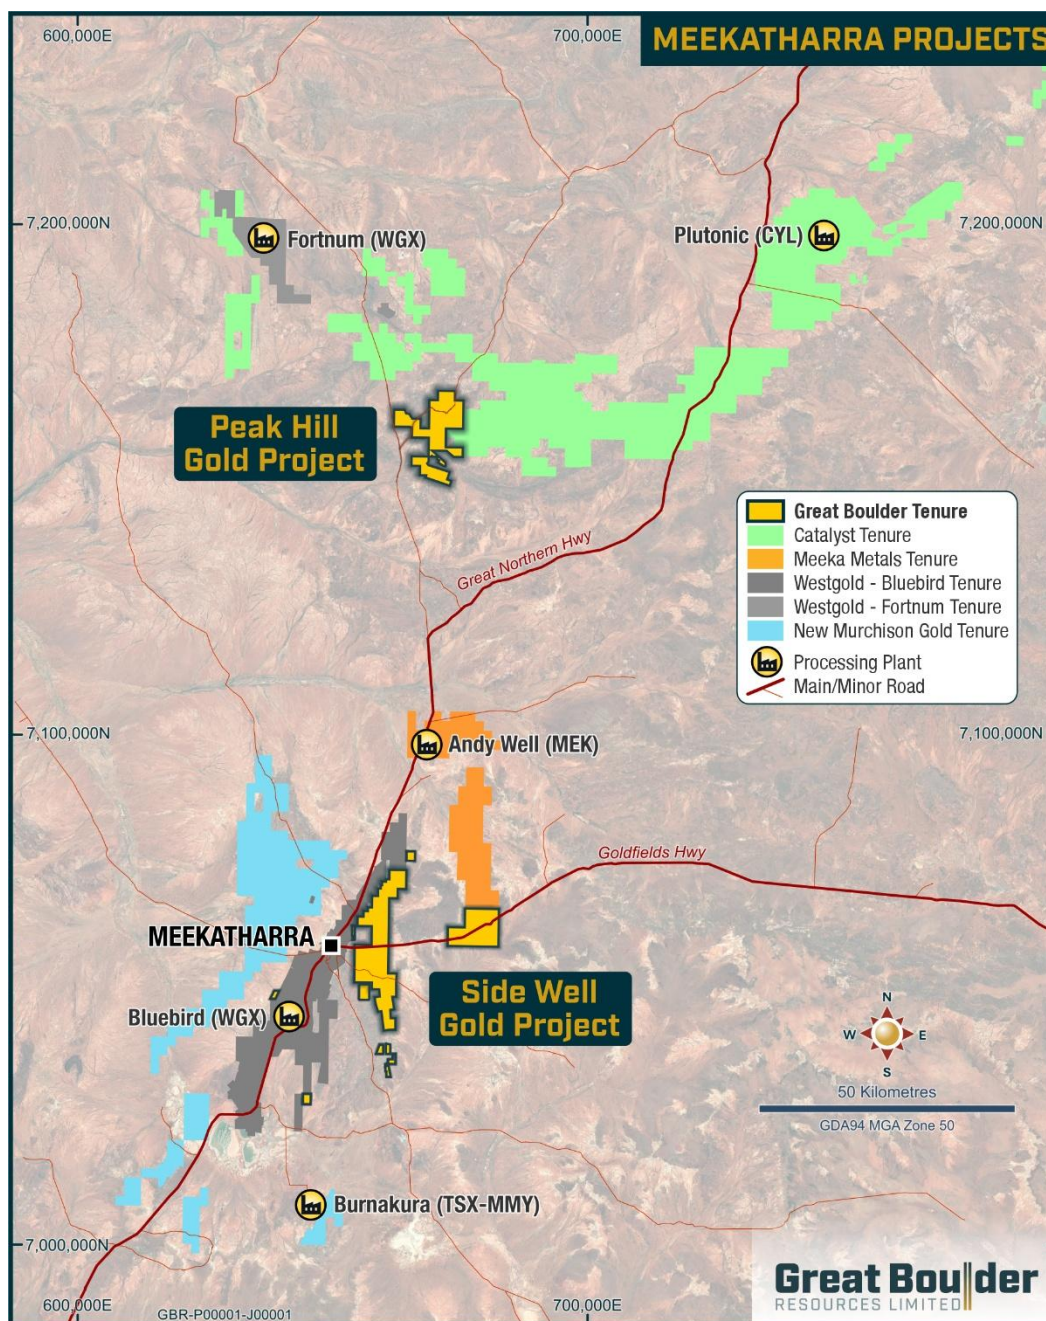 600,000E
700,000E
MEEKATHARRA PROJECTS
7,200,000N
Fortnum (WGX)
Plutonic (CYL)
7,200,000N
Peak Hill
Gold Project
Great Northern Hwy
Great Boulder Tenure
Catalyst Tenure
Meeka Metals Tenure
Westgold - Bluebird Tenure
Westgold - Fortnum Tenure
New Murchison Gold Tenure
Processing Plant
Main/Minor Road
7,100,000N
Andy Well (MEK)
7,100,000N
Goldfields Hwy
MEEKATHARRA
Side Well
Gold Project
Bluebird (WGX)
N
W
E
S
50 Kilometres
GDA94 MGA Zone 50
Burnakura (TSX-MMY)
7,000,000N
600,000E
GBR-P00001-J00001
700,000E
Great Boulder
RESOURCES LIMITED